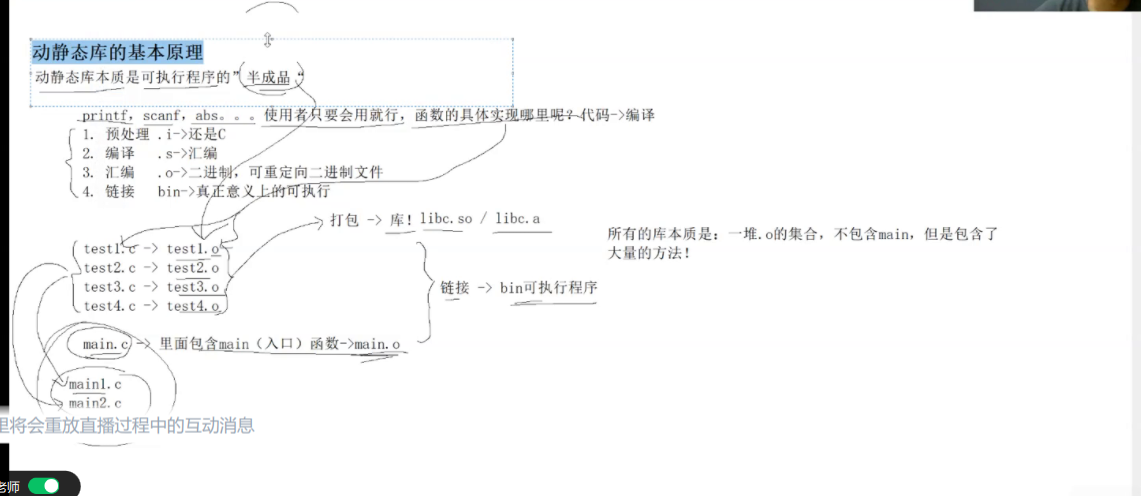 动静态库的基本原理
动静态库本质是可执行程序的”半成品“
printf，scanf，abs。。。使用者只要会用就行，函数的具体实现哪里呢？代码->编译
1. 预处理 .i->还是C
2. 编译 .s->汇编
3. 汇编 .o->二进制，可重定向二进制文件
4. 链接 bin->真正意义上的可执行
打包 -> 库！libc.so / libc.a
test1.c -> test1.o
test2.c -> test2.o
test3.c -> test3.o
test4.c -> test4.o
链接 -> bin可执行程序
所有的库本质是：一堆.o的集合，不包含main，但是包含了
大量的方法！
main.c -> 里面包含main（入口）函数->main.o
main1.c
main2.c
里将会重放直播过程中的互动消息
老师